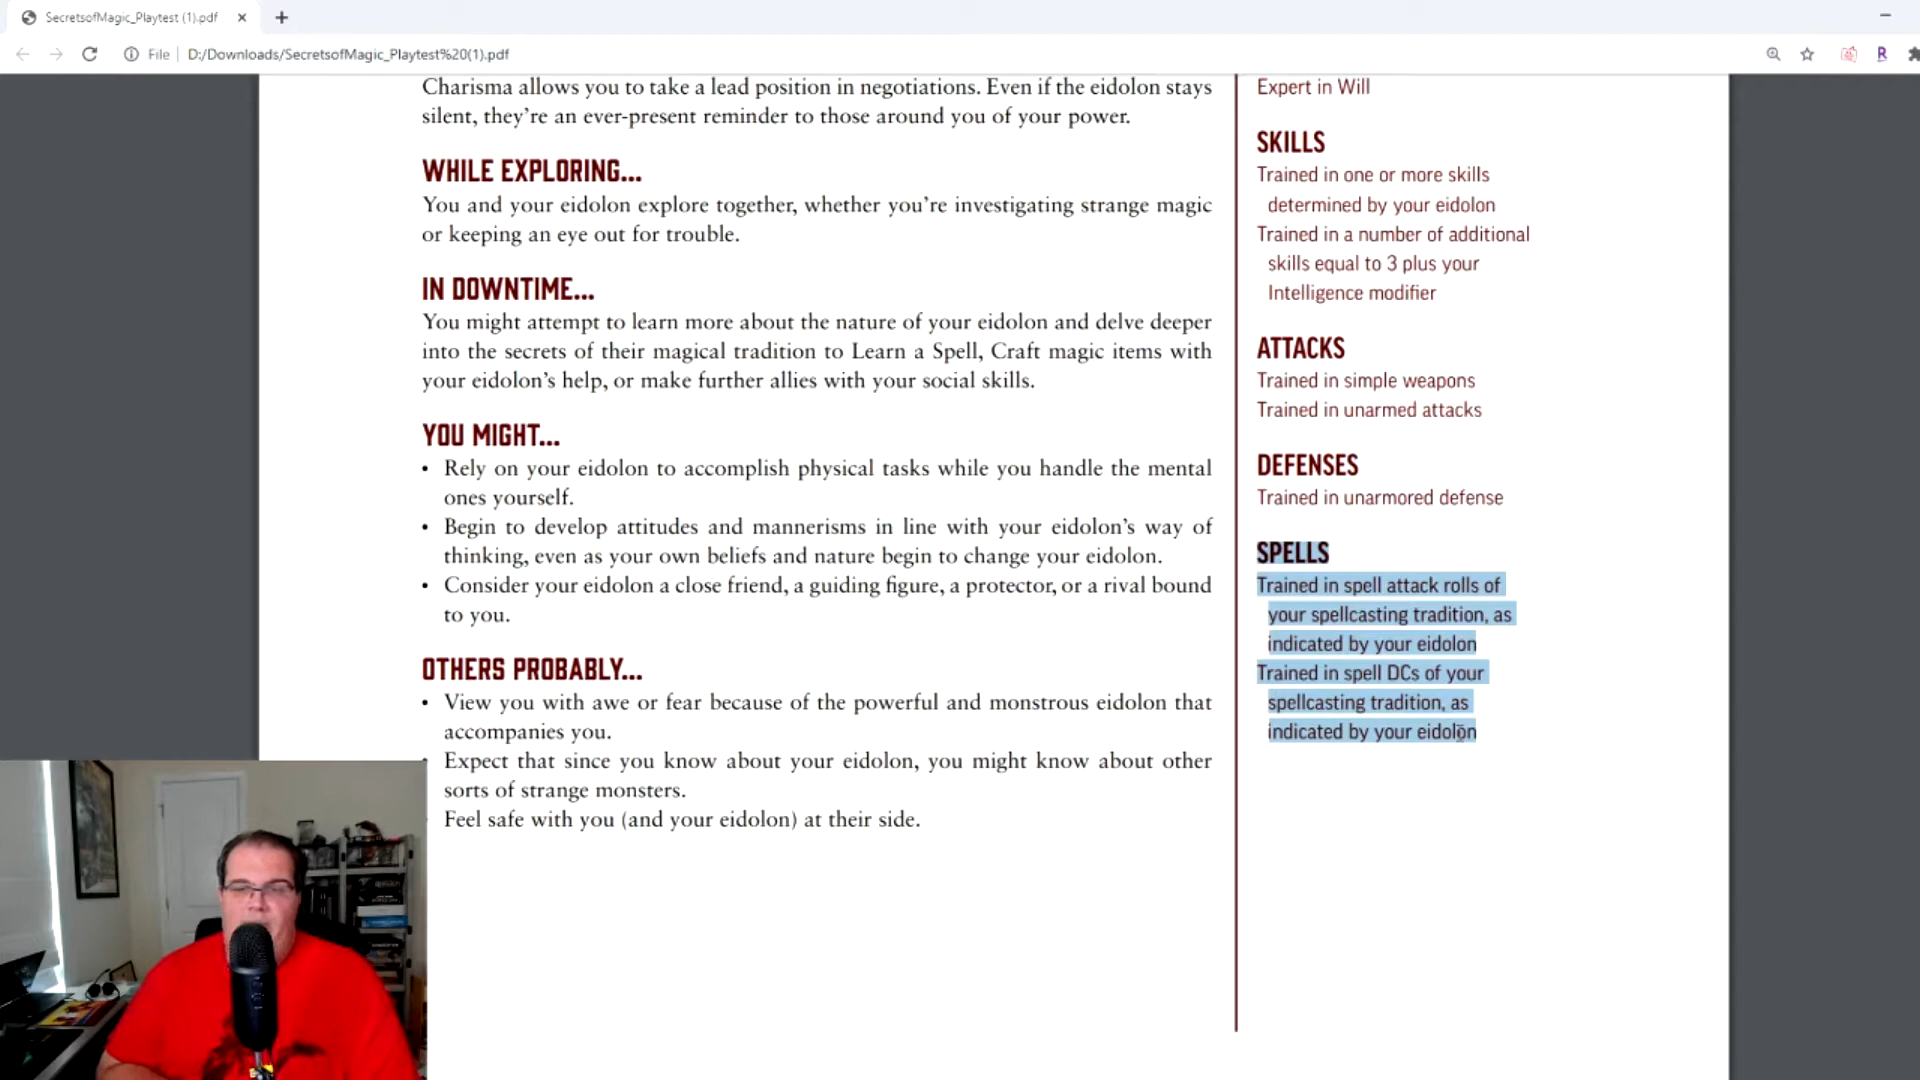 SecretsofMagic_Playtest (1).pdf
File
D:/Downloads/SecretsofMagic_Playtest%20(1).pdf
R
Charisma allows you to take a lead position in negotiations. Even if the eidolon stays
silent, they're an ever-present reminder to those around you of your power.
WHILE EXPLORING...
You and your eidolon explore together, whether you're investigating strange magic
or keeping an eye out for trouble.
IN DOWNTIME...
You might attempt to learn more about the nature of your eidolon and delve deeper
into the secrets of their magical tradition to Learn a Spell, Craft magic items with
your eidolon's help, or make further allies with your social skills.
YOU MIGHT...
• Rely on your eidolon to accomplish physical tasks while you handle the mental
ones yourself.
• Begin to develop attitudes and mannerisms in line with your eidolon's way of
thinking, even as your own beliefs and nature begin to change your eidolon.
• Consider your eidolon a close friend, a guiding figure, a protector, or a rival bound
to you.
OTHERS PROBABLY...
• View you with awe or fear because of the powerful and monstrous eidolon that
accompanies you.
• Expect that since you know about your eidolon, you might know about other
sorts of strange monsters.
Feel safe with you (and your eidolon) at their side.
Expert in Will
SKILLS
Trained in one or more skills
determined by your eidolon
Trained in a number of additional
skills equal to 3 plus your
Intelligence modifier
ATTACKS
Trained in simple weapons
Trained in unarmed attacks
DEFENSES
Trained in unarmored defense
SPELLS
Trained in spell attack rolls of
your spellcasting tradition, as
indicated by your eidolon
Trained in spell DCs of your
spellcasting tradition, as
indicated by your eidolon